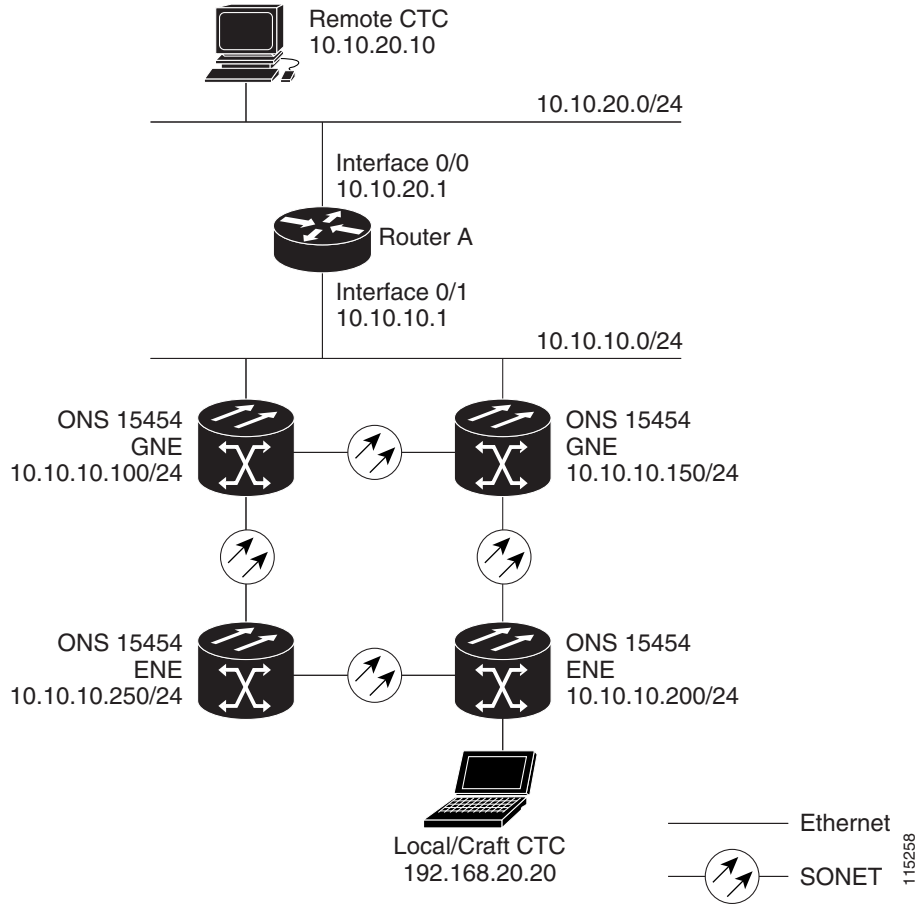 Remote CTC
10.10.20.10
10.10.20.0/24
Interface 0/0
10.10.20.1
Router A
Interface 0/1
10.10.10.1
10.10.10.0/24
ONS 15454
GNE
10.10.10.100/24
ONS 15454
GNE
10.10.10.150/24
ONS 15454
ENE
10.10.10.250/24
ONS 15454
ENE
10.10.10.200/24
Local/Craft CTC
192.168.20.20
Ethernet
SONET
115258